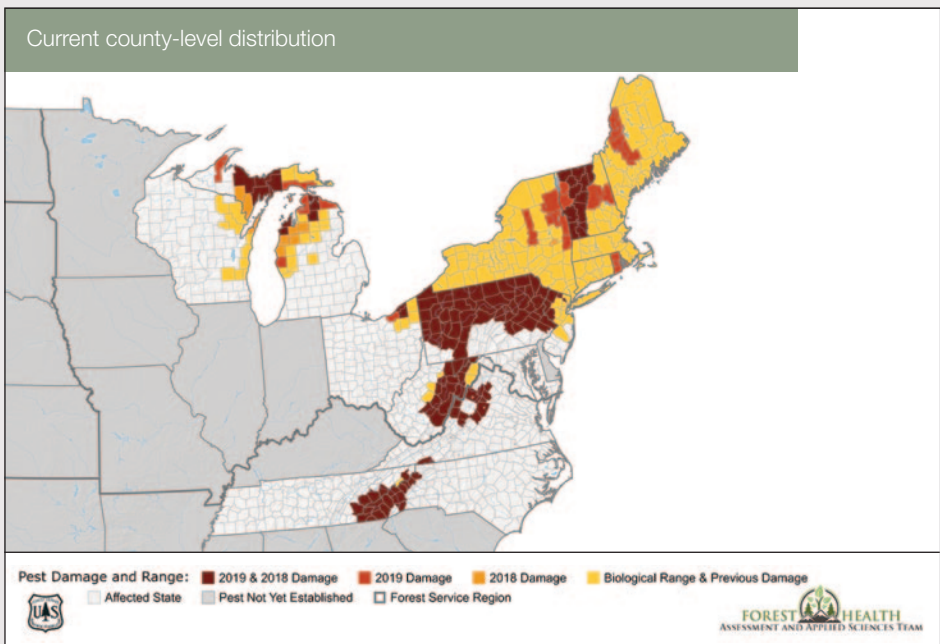 Current county-level distribution
Pest Damage and Range: 2019 & 2018 Damage 2019 Damage 2018 Damage Biological Range & Previous Damage
Affected State Pest Not Yet Established Forest Service Region
U S
FOREST HEALTH
ASSESSMENT AND APPLIED SCIENCES TEAM